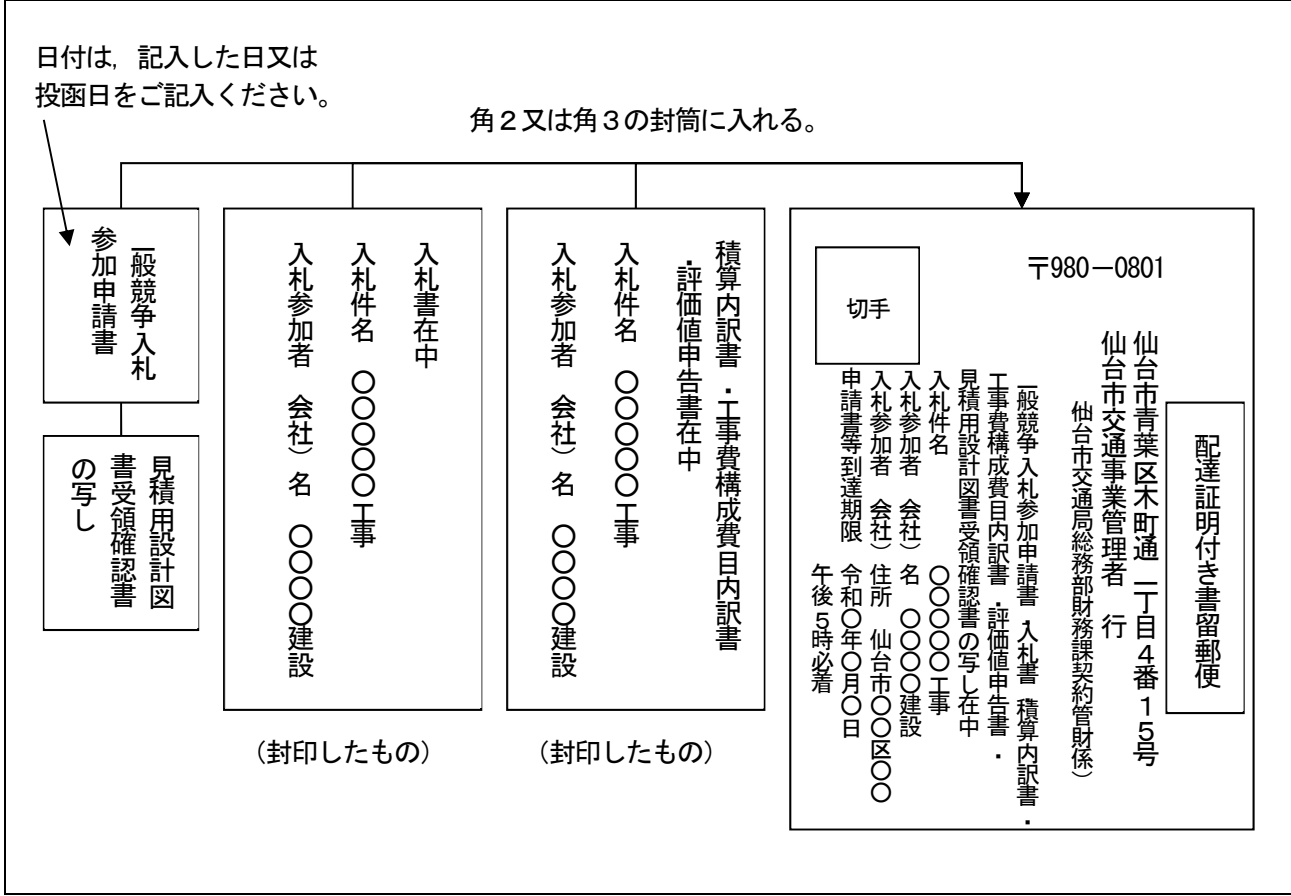 日付は，記入した日又は
投函日をご記入ください。
角２又は角３の封筒に入れる。
一般競争入札
参加申請書
見積用設計図
書受領確認書
の写し
入札書在中
入札件名　〇〇〇〇〇工事
入札参加者　会社）名　〇〇〇〇建設
（封印したもの）
積算内訳書・工事費構成費目内訳書
・評価値申告書在中
入札件名　〇〇〇〇〇工事
入札参加者　会社）名　〇〇〇〇建設
（封印したもの）
〒980－0801
切手
配達証明付き書留郵便
仙台市青葉区木町通一丁目４番１５号
仙台市交通事業管理者　行
仙台市交通局総務部財務課契約管財係）
一般競争入札参加申請書・入札書・積算内訳書・
工事費構成費目内訳書・評価値申告書・
見積用設計図書受領確認書の写し在中
入札件名　〇〇〇〇〇工事
入札参加者　会社）名　〇〇〇〇建設
入札参加者　会社）住所　仙台市〇〇区〇〇
申請書等到達期限　令和〇年〇月〇日
午後５時必着